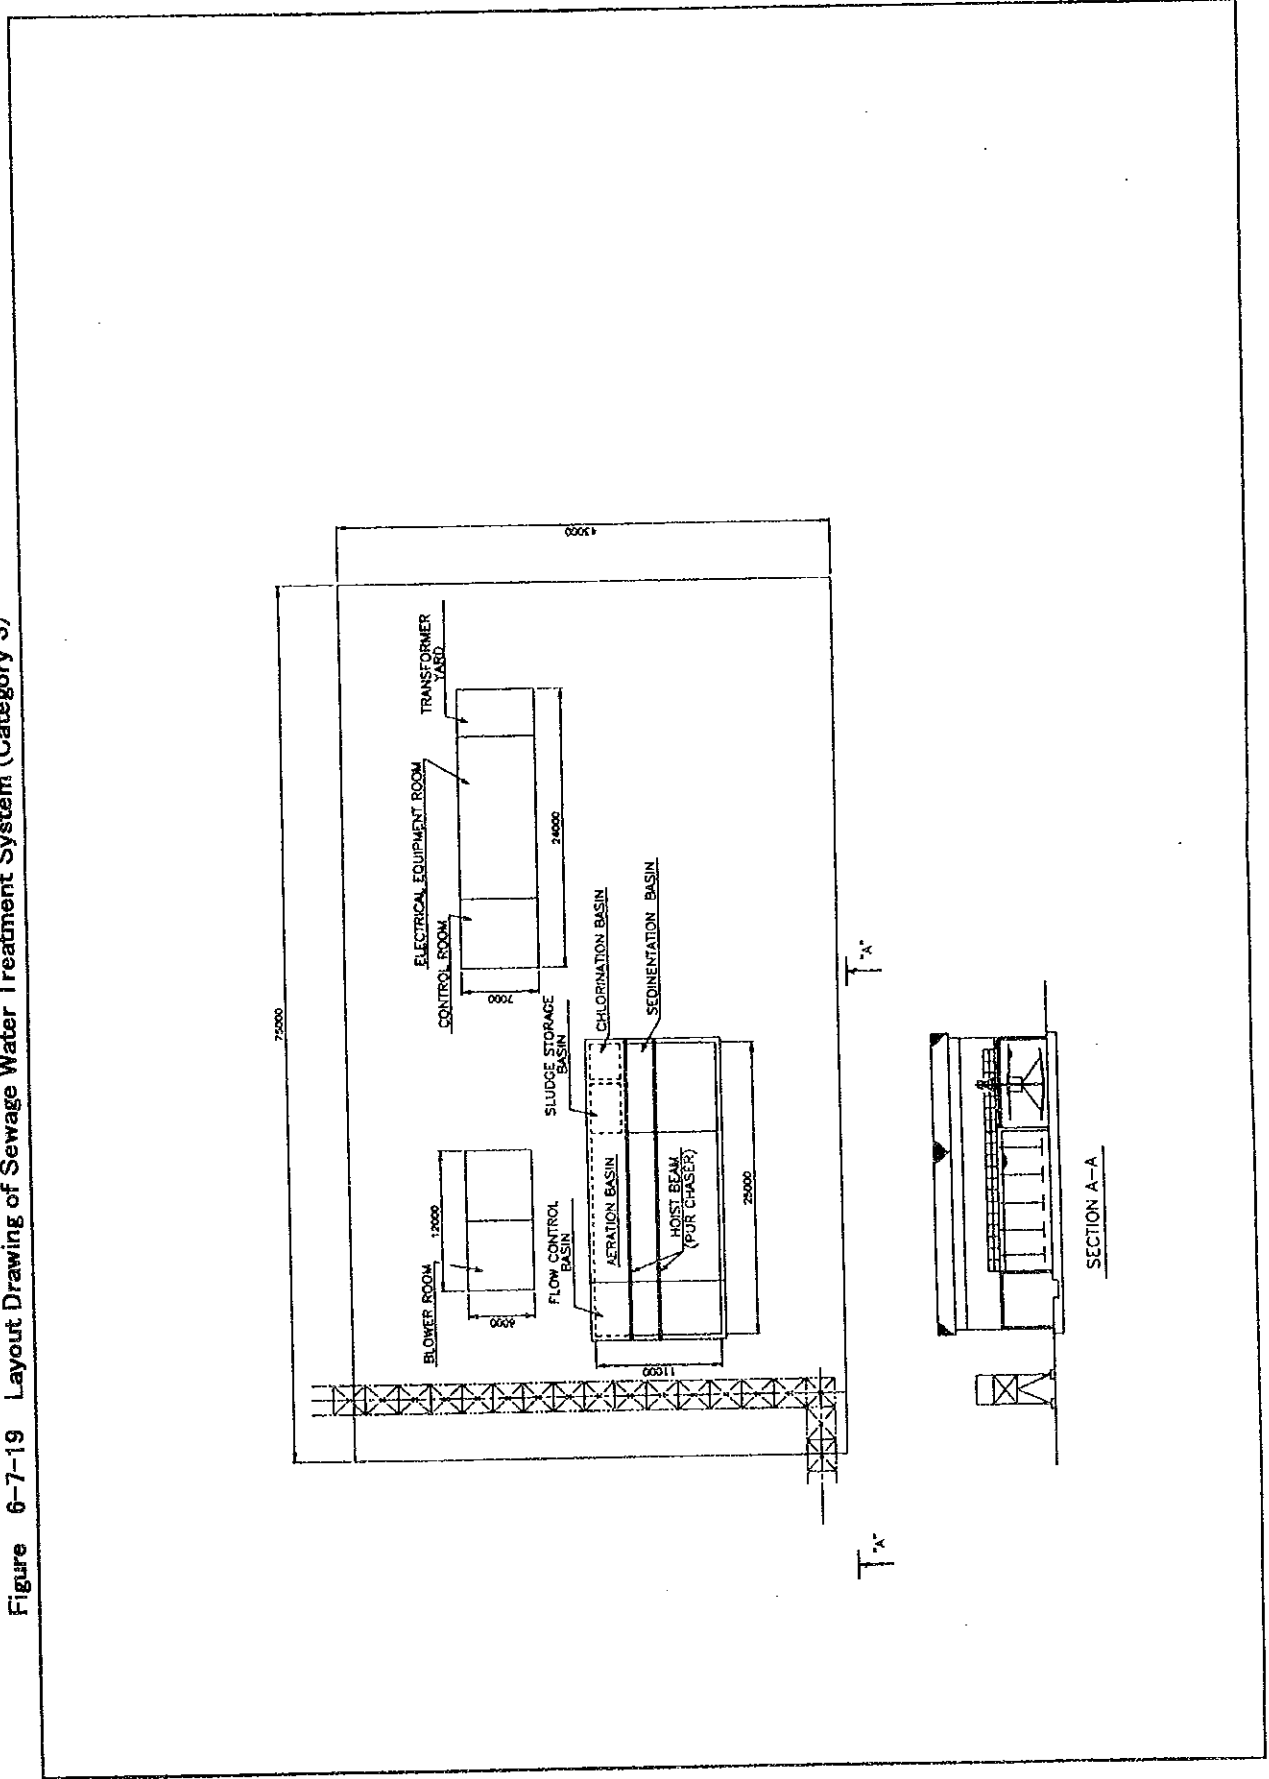 Figure 6-7-19 Layout Drawing of Sewage Water Treatment System (Category 3)
75000
43000
TRANSFORMER
YARD
ELECTRICAL EQUIPMENT ROOM
CONTROL ROOM
7000
24000
BLOWER ROOM
12000
6000
FLOW CONTROL
BASIN
SLUDGE STORAGE
BASIN
CHLORINATION BASIN
SEDINENTATION BASIN
AERATION BASIN
HOIST BEAM
(PUR CHASER)
11000
25000
"A"
"A"
SECTION A-A